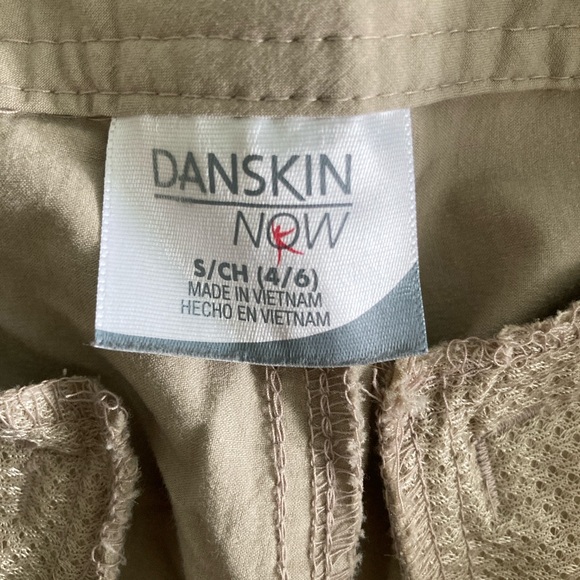 DANSKIN
NOW
S/CH (4/6)
MADE IN VIETNAM
HECHO EN VIETNAM